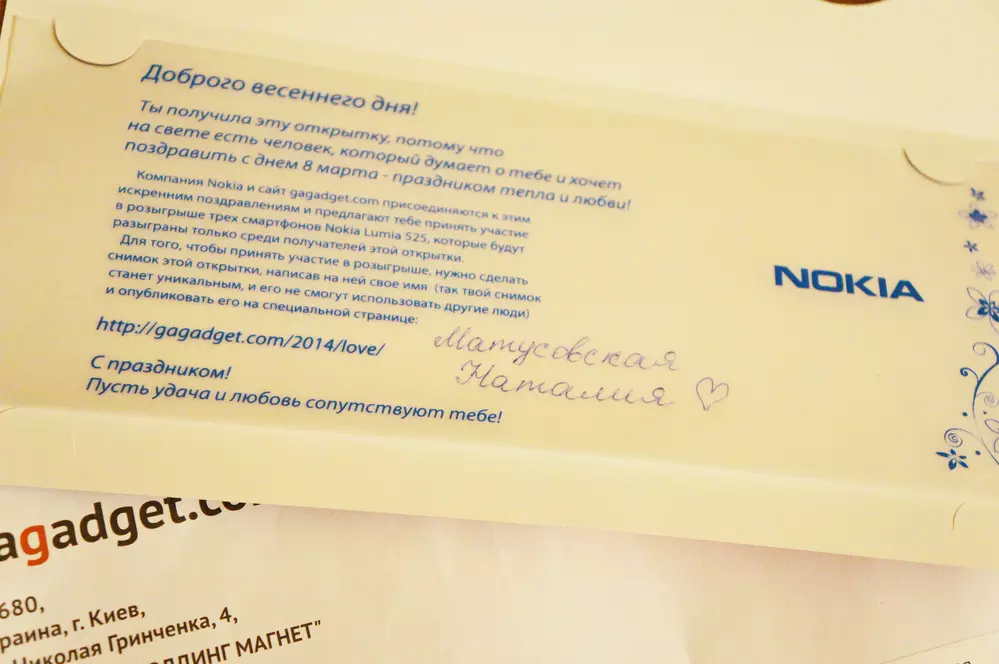 Доброго весеннего дня!
Ты получила эту открытку, потому что
на свете есть человек, который думает о тебе и хочет
поздравить с днем 8 марта - праздником тепла и любви!
Компания Nokia и сайт gagadget.com присоединяются к этим
искренним поздравлениям и предлагают тебе принять участие
в розыгрыше трех смартфонов Nokia Lumia 525, которые будут
разыграны только среди получателей этой открытки.
Для того, чтобы принять участие в розыгрыше, нужно сделать
снимок этой открытки, написав на ней свое имя (так твой снимок
станет уникальным, и его не смогут использовать другие люди)
и опубликовать его на специальной странице:
http://gagadget.com/2014/love/
Матусовская
Наталия
С праздником!
Пусть удача и любовь сопутствуют тебе!
NOKIA
agadget.co
680,
раина, г. Киев,
Николая Гринченка, 4,
ЛДИНГ МАГНЕТ"